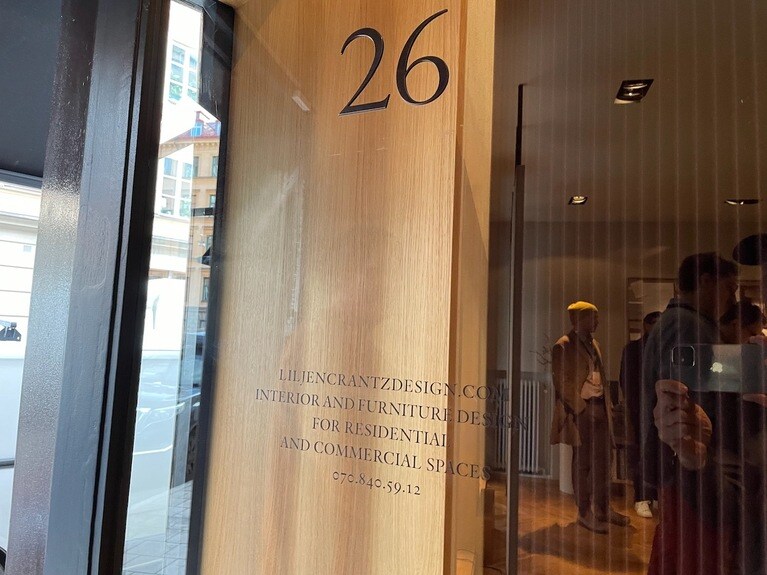 26
LILJENCRANTZDESIGN.COM
INTERIOR AND FURNITURE DESIGN
FOR RESIDENTIAL
AND COMMERCIAL SPACES
070.840.59.12